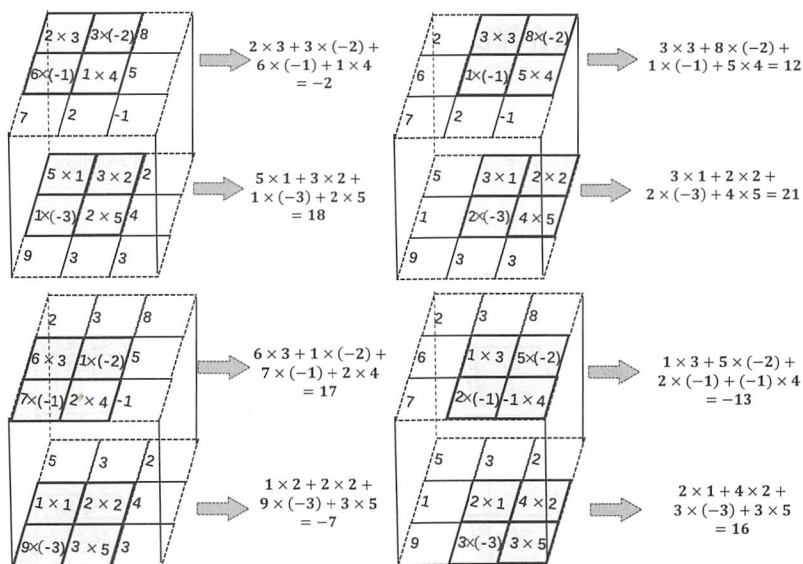 2 × 3 3×(-2) 8
6×(-1) 1 × 4 5
7 2 -1
2 × 3 + 3 × (−2) +
6 × (−1) + 1 × 4
= −2
5 × 1 3 × 2 2
1×(-3) 2 × 5 4
9 3 3
5 × 1 + 3 × 2 +
1 × (−3) + 2 × 5
= 18
2 3 × 3 8×(-2)
6 1×(-1) 5 × 4
7 2 -1
3 × 3 + 8 × (−2) +
1 × (−1) + 5 × 4 = 12
5 3 × 1 2 × 2
1 2×(-3) 4 × 5
9 3 3
3 × 1 + 2 × 2 +
2 × (−3) + 4 × 5 = 21
2 3 8
6 × 3 1×(-2) 5
7×(-1) 2 × 4 -1
6 × 3 + 1 × (−2) +
7 × (−1) + 2 × 4
= 17
5 3 2
1 × 1 2 × 2 4
9×(-3) 3 × 5 3
1 × 2 + 2 × 2 +
9 × (−3) + 3 × 5
= −7
2 3 8
6 1 × 3 5×(-2)
7 2×(-1) -1 × 4
1 × 3 + 5 × (−2) +
2 × (−1) + (−1) × 4
= −13
5 3 2
1 2 × 1 4 × 2
9 3×(-3) 3 × 5
2 × 1 + 4 × 2 +
3 × (−3) + 3 × 5
= 16